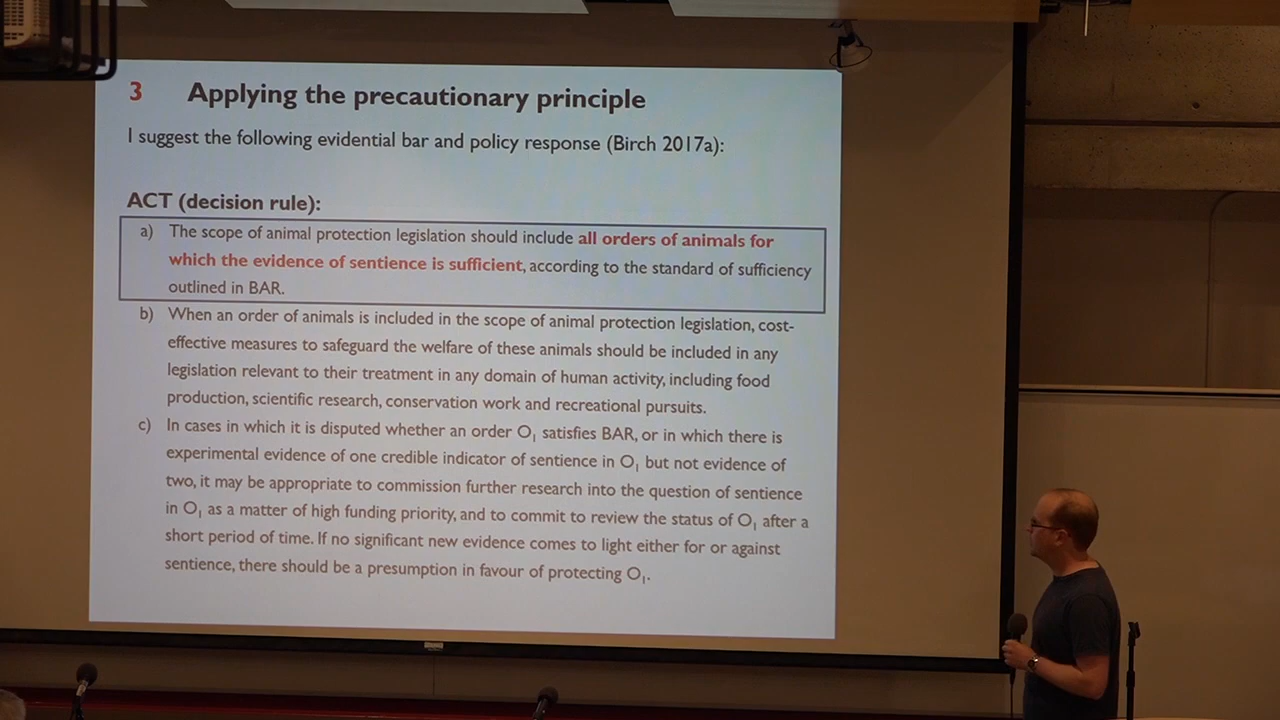 3 Applying the precautionary principle
I suggest the following evidential bar and policy response (Birch 2017a):
ACT (decision rule):
a) The scope of animal protection legislation should include all orders of animals for
which the evidence of sentience is sufficient, according to the standard of sufficiency
outlined in BAR.
b) When an order of animals is included in the scope of animal protection legislation, cost-
effective measures to safeguard the welfare of these animals should be included in any
legislation relevant to their treatment in any domain of human activity, including food
production, scientific research, conservation work and recreational pursuits.
c) In cases in which it is disputed whether an order O₁ satisfies BAR, or in which there is
experimental evidence of one credible indicator of sentience in O₁ but not evidence of
two, it may be appropriate to commission further research into the question of sentience
in O₁ as a matter of high funding priority, and to commit to review the status of O₁ after a
short period of time. If no significant new evidence comes to light either for or against
sentience, there should be a presumption in favour of protecting O₁.